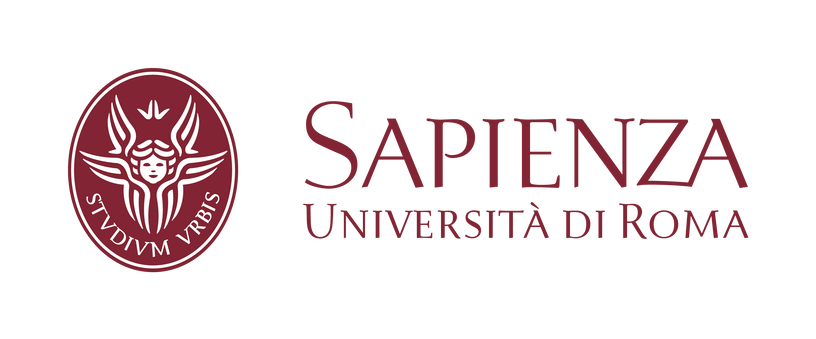 STVDIVM VRBIS
SAPIENZA
UNIVERSITÀ DI ROMA